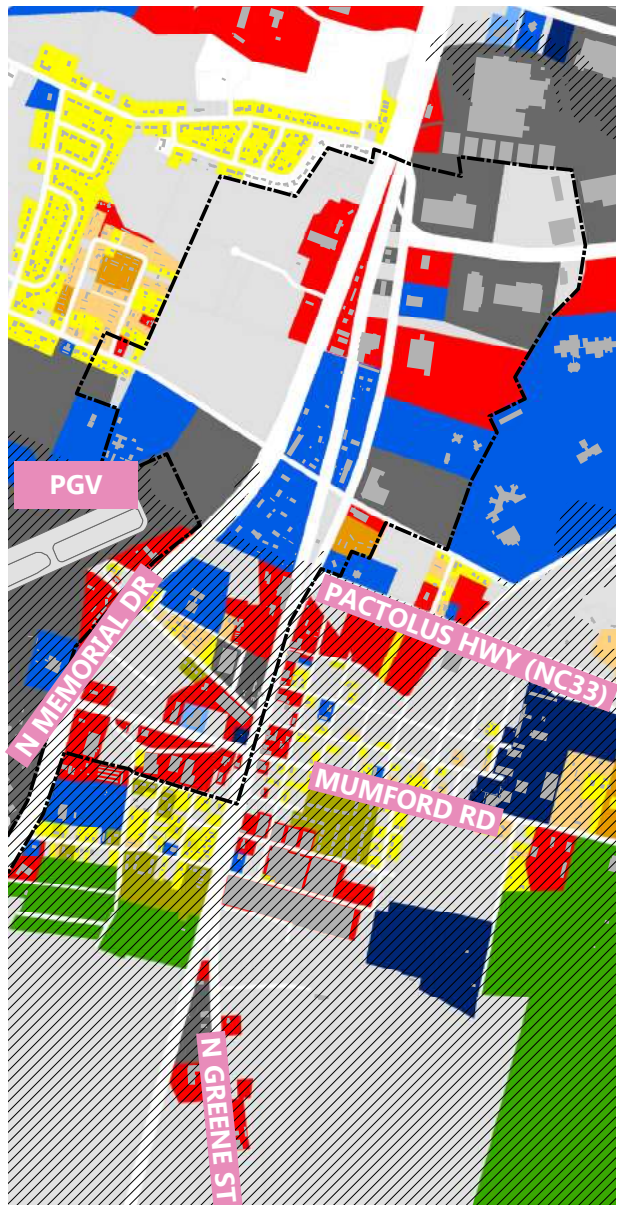 PGV
N MEMORIAL DR
PACTOLUS HWY (NC33)
MUMFORD RD
N GREENE ST